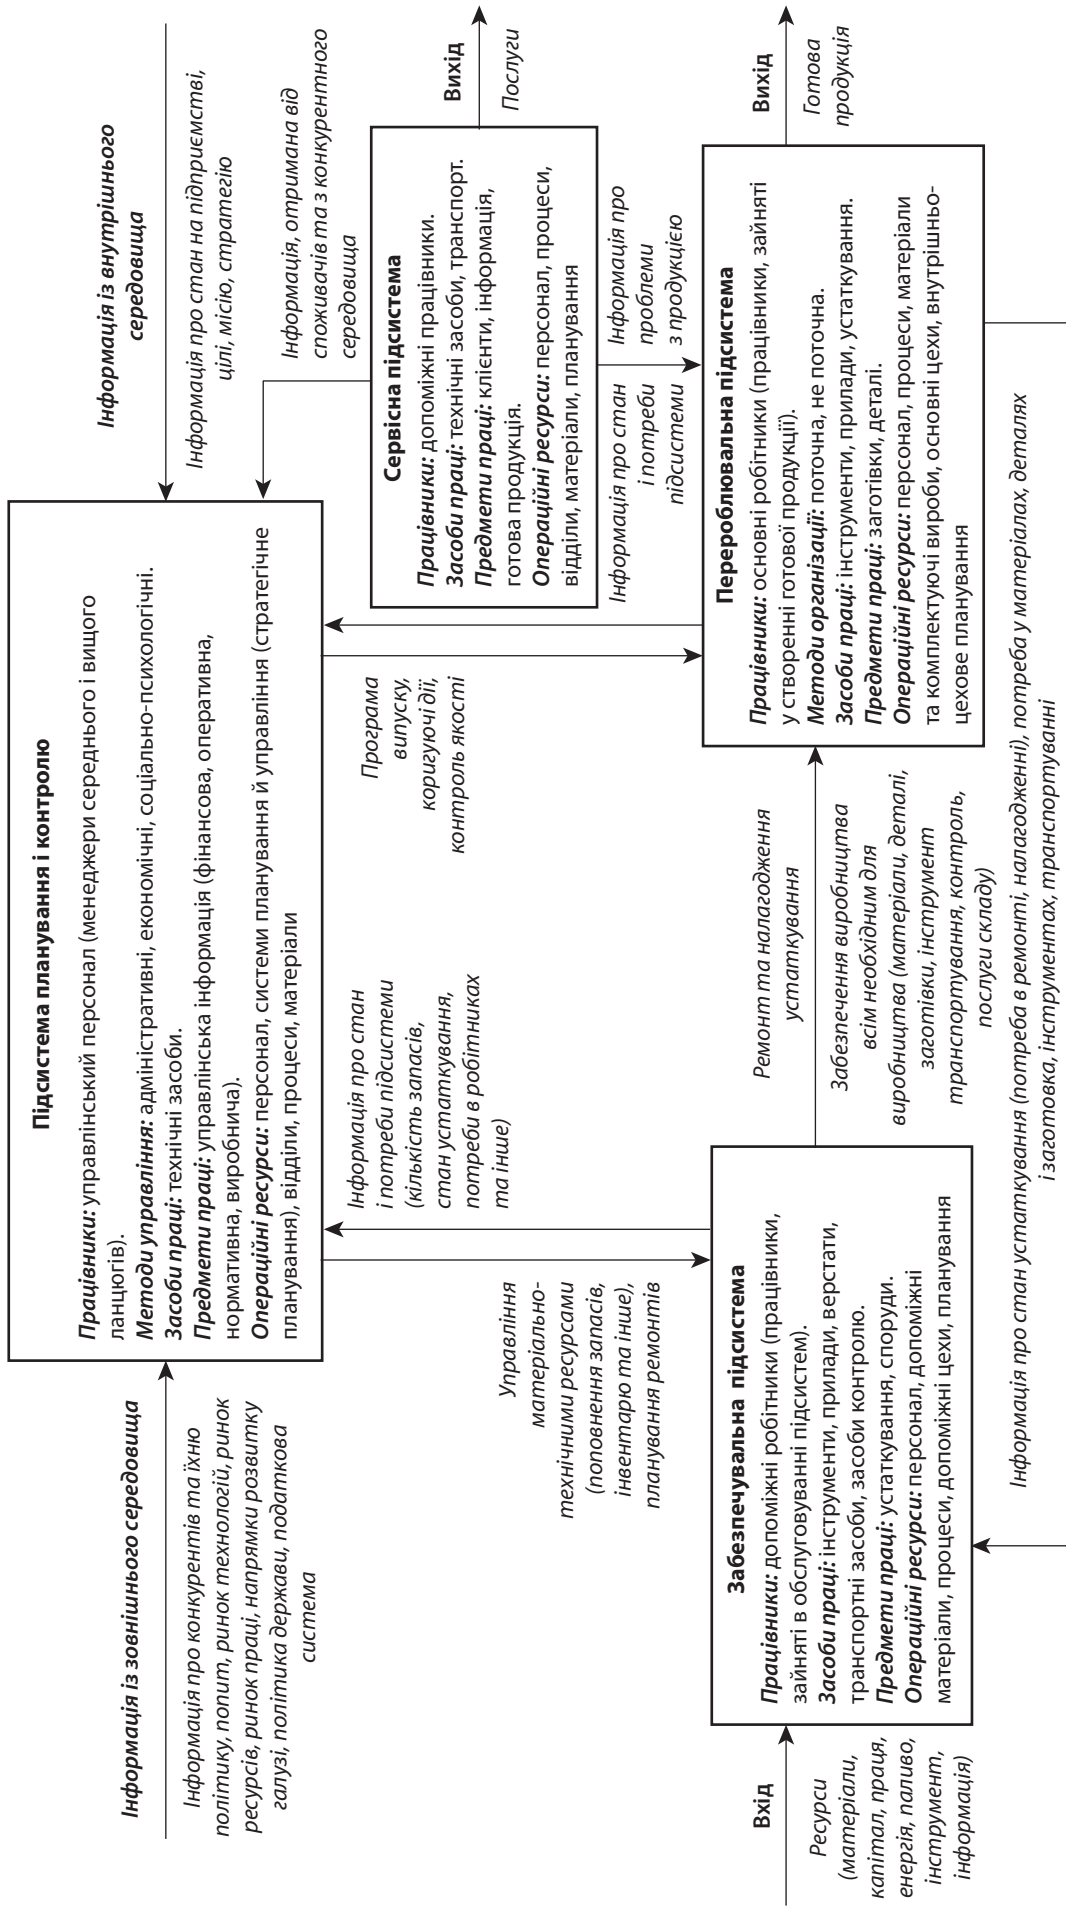 Інформація із зовнішнього середовища
Інформація про конкурентів та їхню
політику, попит, ринок технологій, ринок
ресурсів, ринок праці, напрямки розвитку
галузі, політика держави, податкова
система
Підсистема планування і контролю
Працівники: управлінський персонал (менеджери середнього і вищого
ланцюгів).
Методи управління: адміністративні, економічні, соціально-психологічні.
Засоби праці: технічні засоби.
Предмети праці: управлінська інформація (фінансова, оперативна,
нормативна, виробнича).
Операційні ресурси: персонал, системи планування й управління (стратегічне
планування), відділи, процеси, матеріали
Інформація із внутрішнього
середовища
Інформація про стан на підприємстві,
цілі, місію, стратегію
Інформація, отримана від
споживачів та з конкурентного
середовища
Управління
матеріально-
технічними ресурсами
(поповнення запасів,
інвентарю та інше),
планування ремонтів
Інформація про стан
і потреби підсистеми
(кількість запасів,
стан устаткування,
потреби в робітниках
та інше)
Програма
випуску,
коригуючі дії,
контроль якості
Сервісна підсистема
Працівники: допоміжні працівники.
Засоби праці: технічні засоби, транспорт.
Предмети праці: клієнти, інформація,
готова продукція.
Операційні ресурси: персонал, процеси,
відділи, матеріали, планування
Вихід
Послуги
Інформація про стан
і потреби
підсистеми
Інформація про
проблеми
з продукцією
Вхід
Ресурси
(матеріали,
капітал, праця,
енергія, паливо,
інструмент,
інформація)
Забезпечувальна підсистема
Працівники: допоміжні робітники (працівники,
зайняті в обслуговуванні підсистем).
Засоби праці: інструменти, прилади, верстати,
транспортні засоби, засоби контролю.
Предмети праці: устаткування, споруди.
Операційні ресурси: персонал, допоміжні
матеріали, процеси, допоміжні цехи, планування
Ремонт та налагодження
устаткування
Забезпечення виробництва
всім необхідним для
виробництва (матеріали, деталі,
заготівки, інструмент
транспортування, контроль,
послуги складу)
Перероблювальна підсистема
Працівники: основні робітники (працівники, зайняті
у створенні готової продукції).
Методи організації: поточна, не поточна.
Засоби праці: інструменти, прилади, устаткування.
Предмети праці: заготівки, деталі.
Операційні ресурси: персонал, процеси, матеріали
та комплектуючі вироби, основні цехи, внутрішньо-
цехове планування
Вихід
Готова
продукція
Інформація про стан устаткування (потреба в ремонті, налагодженні), потреба у матеріалах, деталях
і заготовка, інструментах, транспортуванні